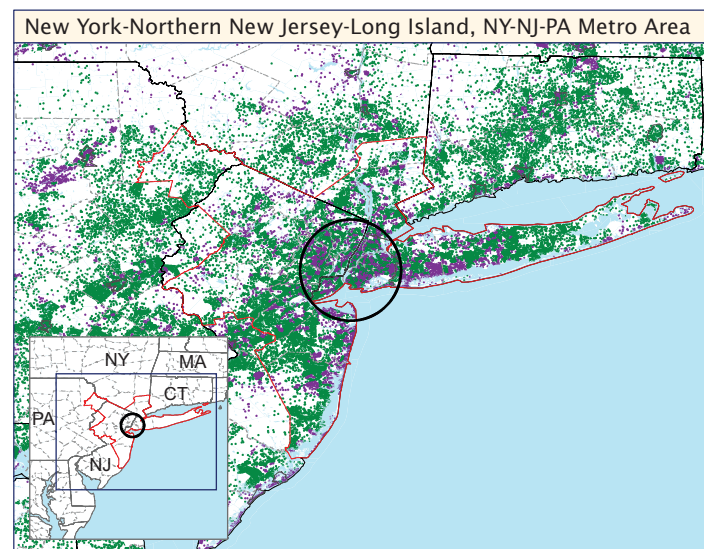 New York-Northern New Jersey-Long Island, NY-NJ-PA Metro Area
NY
MA
CT
PA
NJ